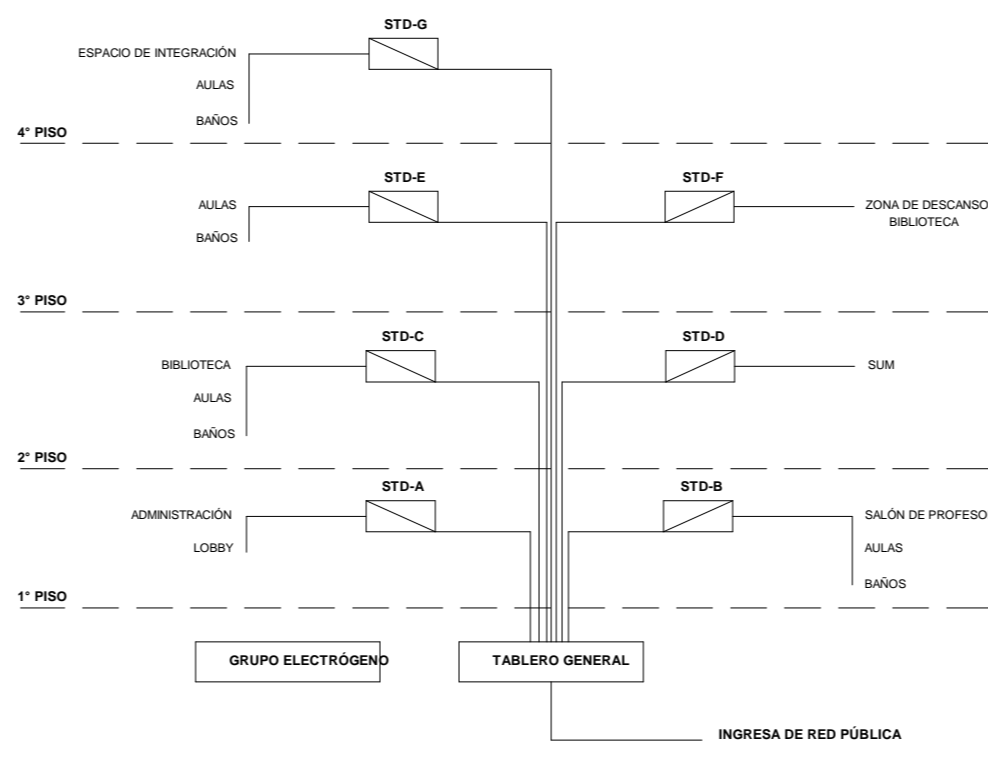 STD-G
ESPACIO DE INTEGRACIÓN
AULAS
BAÑOS
4° PISO
STD-E
STD-F
AULAS
ZONA DE DESCANSO
BIBLIOTECA
BAÑOS
3° PISO
STD-C
STD-D
BIBLIOTECA
SUM
AULAS
BAÑOS
2° PISO
STD-A
STD-B
ADMINISTRACIÓN
SALÓN DE PROFESO
LOBBY
AULAS
BAÑOS
1° PISO
GRUPO ELECTRÓGENO
TABLERO GENERAL
INGRESA DE RED PÚBLICA